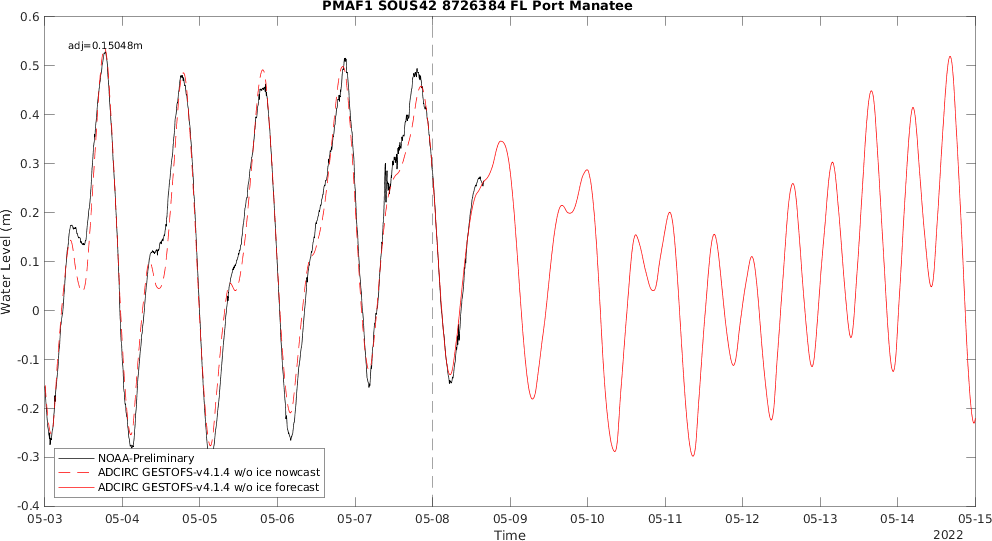 PMAF1 SOUS42 8726384 FL Port Manatee
adj=0.15048m
Water Level (m)
0.6
0.5
0.4
0.3
0.2
0.1
0
-0.1
-0.2
-0.3
-0.4
NOAA-Preliminary
ADCIRC GESTOFS-v4.1.4 w/o ice nowcast
ADCIRC GESTOFS-v4.1.4 w/o ice forecast
05-03 05-04 05-05 05-06 05-07 05-08 05-09 05-10 05-11 05-12 05-13 05-14 05-15
Time
2022